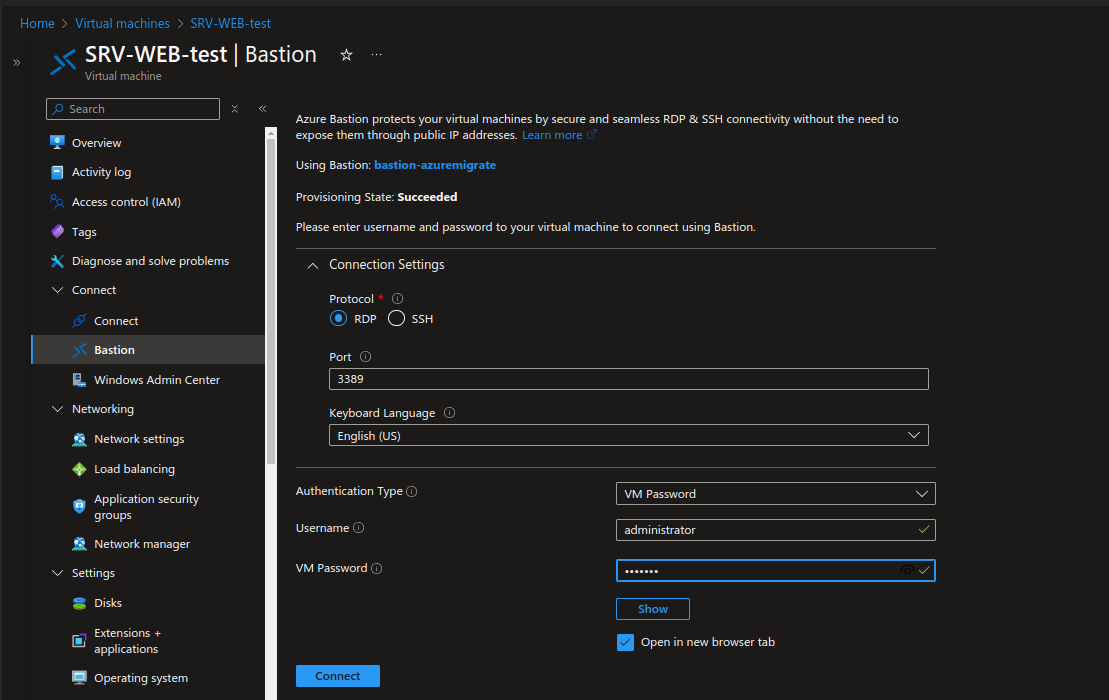 Home > Virtual machines > SRV-WEB-test
SRV-WEB-test | Bastion
Virtual machine
Search
Overview
Activity log
Access control (IAM)
Tags
Diagnose and solve problems
Connect
Connect
Bastion
Windows Admin Center
Networking
Network settings
Load balancing
Application security
groups
Network manager
Settings
Disks
Extensions +
applications
Operating system
Azure Bastion protects your virtual machines by secure and seamless RDP & SSH connectivity without the need to
expose them through public IP addresses. Learn more
Using Bastion: bastion-azuremigrate
Provisioning State: Succeeded
Please enter username and password to your virtual machine to connect using Bastion.
Connection Settings
Protocol *
RDP SSH
Port
3389
Keyboard Language
English (US)
Authentication Type
VM Password
Username
administrator
VM Password
•••••••
Show
Open in new browser tab
Connect